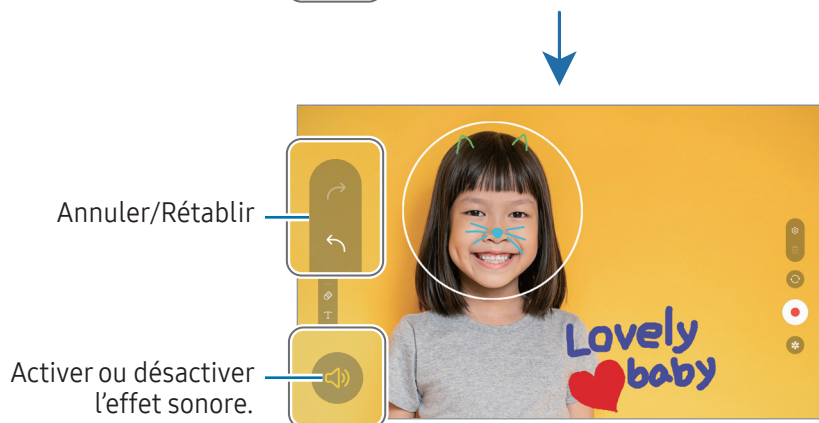 Annuler/Rétablir
T
Activer ou désactiver
l'effet sonore.
Lovely
baby